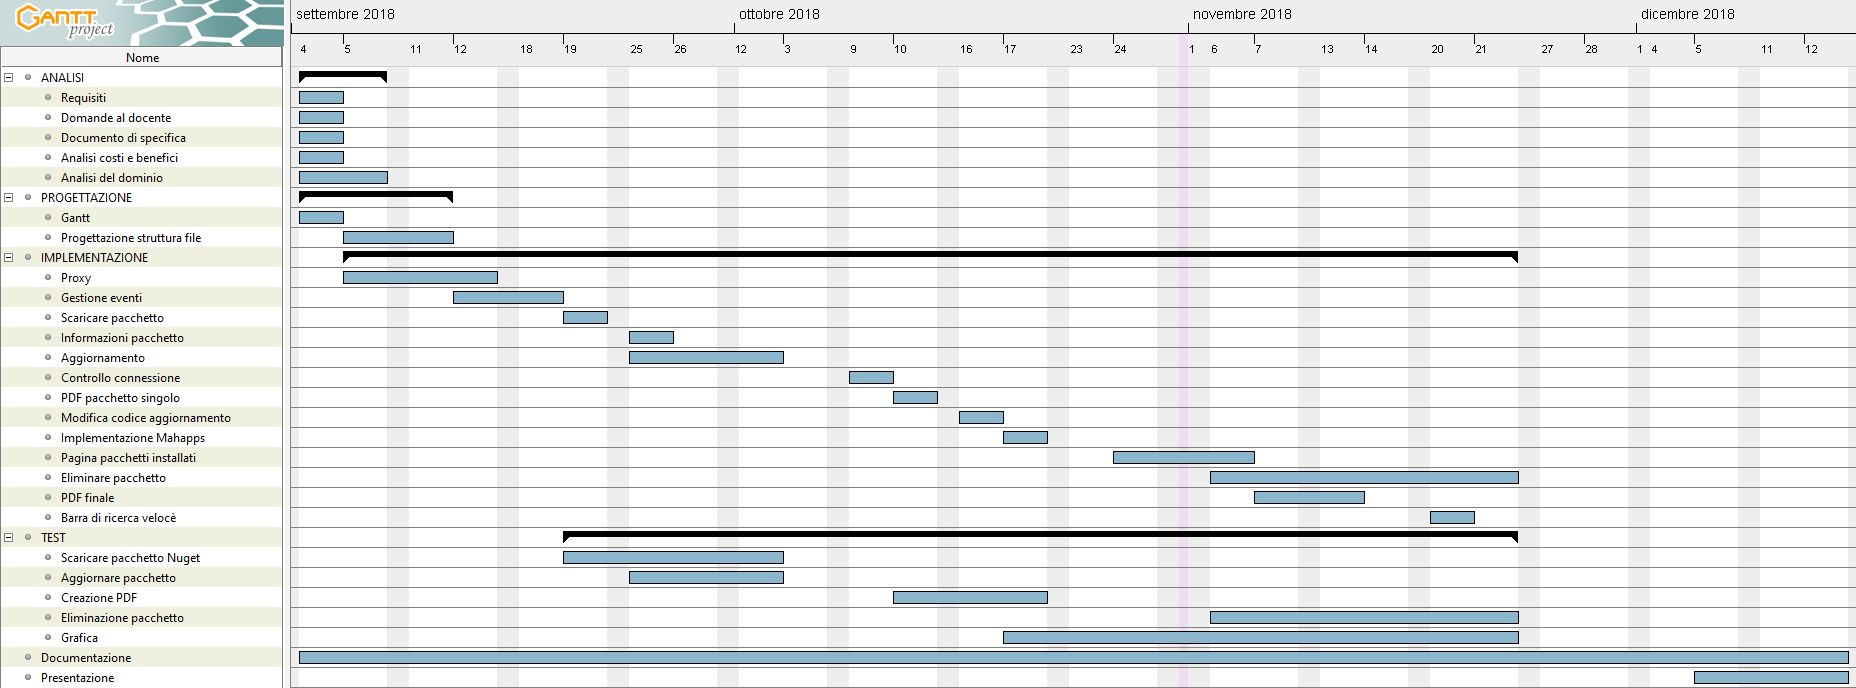 GANTT
project
settembre 2018 ottobre 2018 novembre 2018 dicembre 2018
4 5 11 12 18 19 25 26 12 3 9 10 16 17 23 24 1 6 7 13 14 20 21 27 28 1 4 5 11 12
Nome
ANALISI
Requisiti
Domande al docente
Documento di specifica
Analisi costi e benefici
Analisi del dominio
PROGETTAZIONE
Gantt
Progettazione struttura file
IMPLEMENTAZIONE
Proxy
Gestione eventi
Scaricare pacchetto
Informazioni pacchetto
Aggiornamento
Controllo connessione
PDF pacchetto singolo
Modifica codice aggiornamento
Implementazione Mahapps
Pagina pacchetti installati
Eliminare pacchetto
PDF finale
Barra di ricerca velocè
TEST
Scaricare pacchetto Nuget
Aggiornare pacchetto
Creazione PDF
Eliminazione pacchetto
Grafica
Documentazione
Presentazione